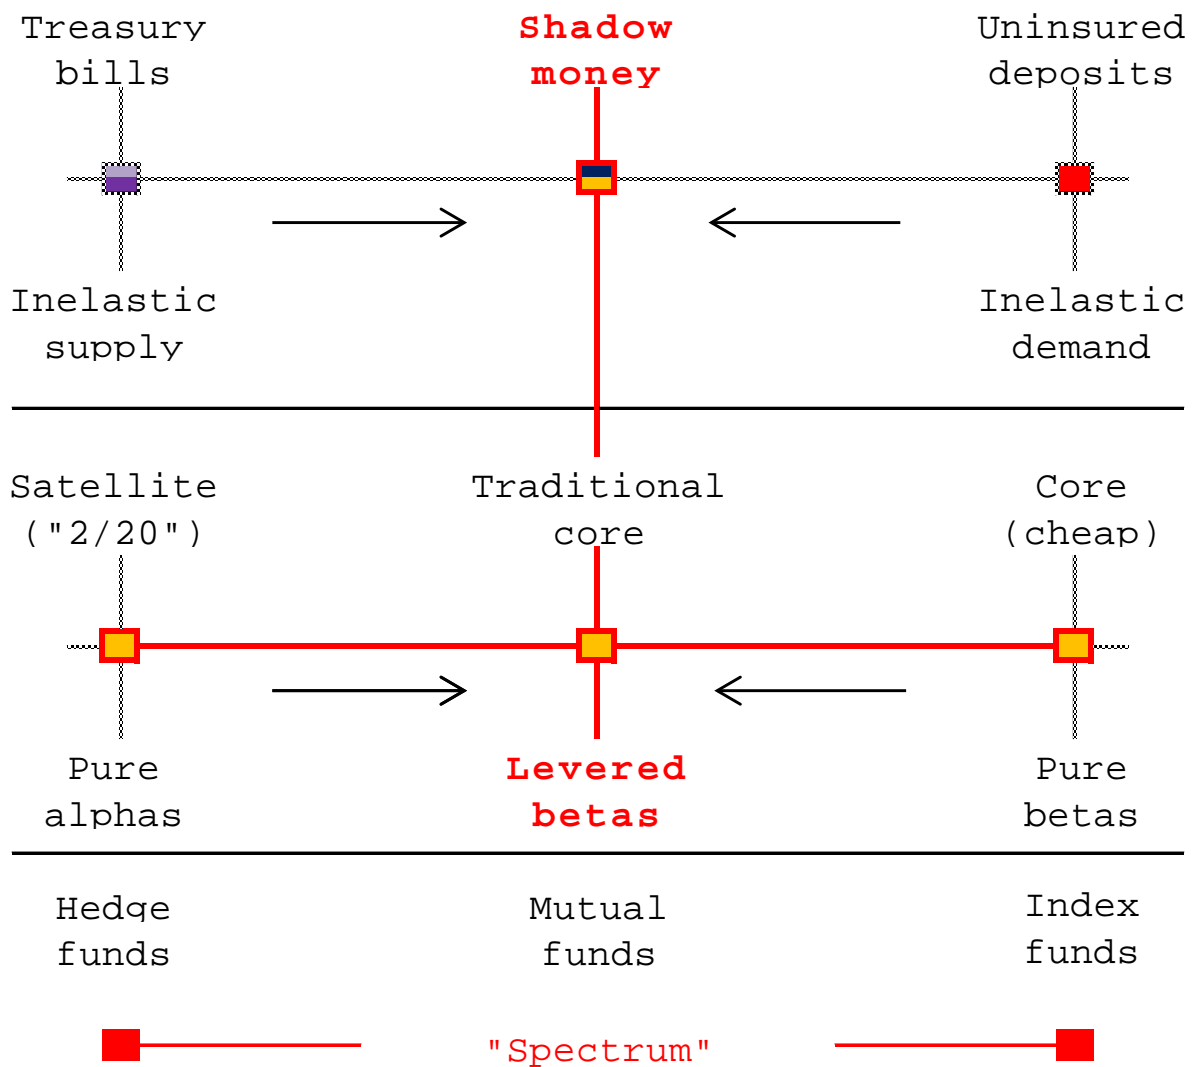 Treasury Shadow Uninsured
bills money deposits
Inelastic Inelastic
supply demand
Satellite Traditional Core
("2/20") core (cheap)
Pure Levered Pure
alphas betas betas
Hedge Mutual Index
funds funds funds
"Spectrum"